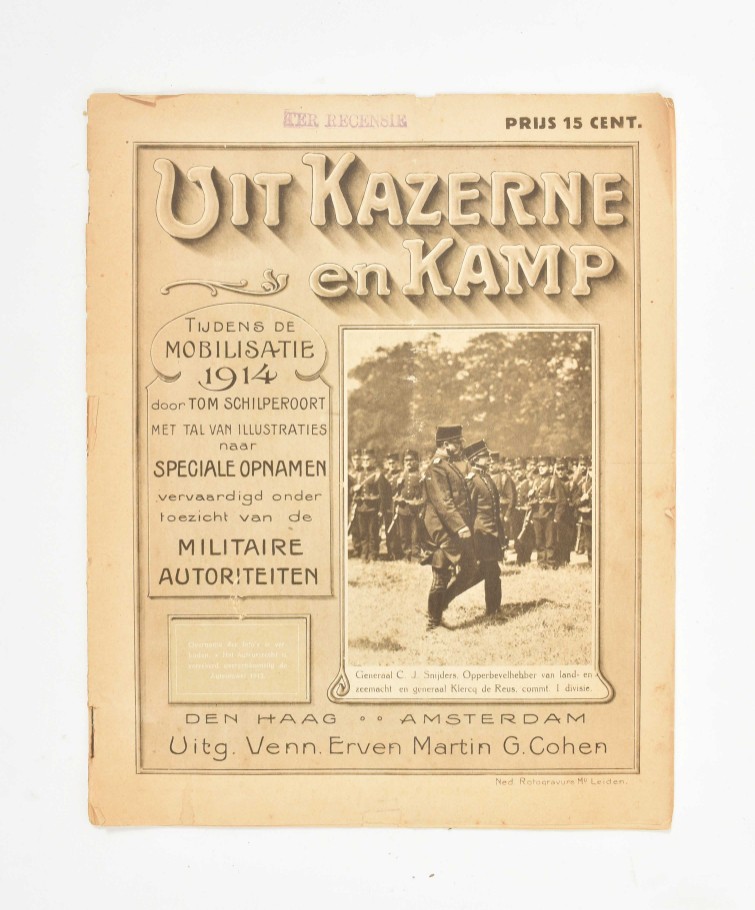 TER RECENSIE
PRIJS 15 CENT.
UIT KAZERNE
en KAMP
TIJDENS DE
MOBILISATIE
1914
door TOM SCHILPEROORT
MET TAL VAN ILLUSTRATIES
naar
SPECIALE OPNAMEN
vervaardigd onder
toezicht van de
MILITAIRE
AUTORITEITEN
Generaal C. J. Snijders, Opperbevelhebber van land- en
zeemacht en generaal Klercq de Reus, commt. I divisie.
DEN HAAG °° AMSTERDAM
Uitg. Venn. Erven Martin G. Cohen
Ned. Rotogravure Mij Leiden.